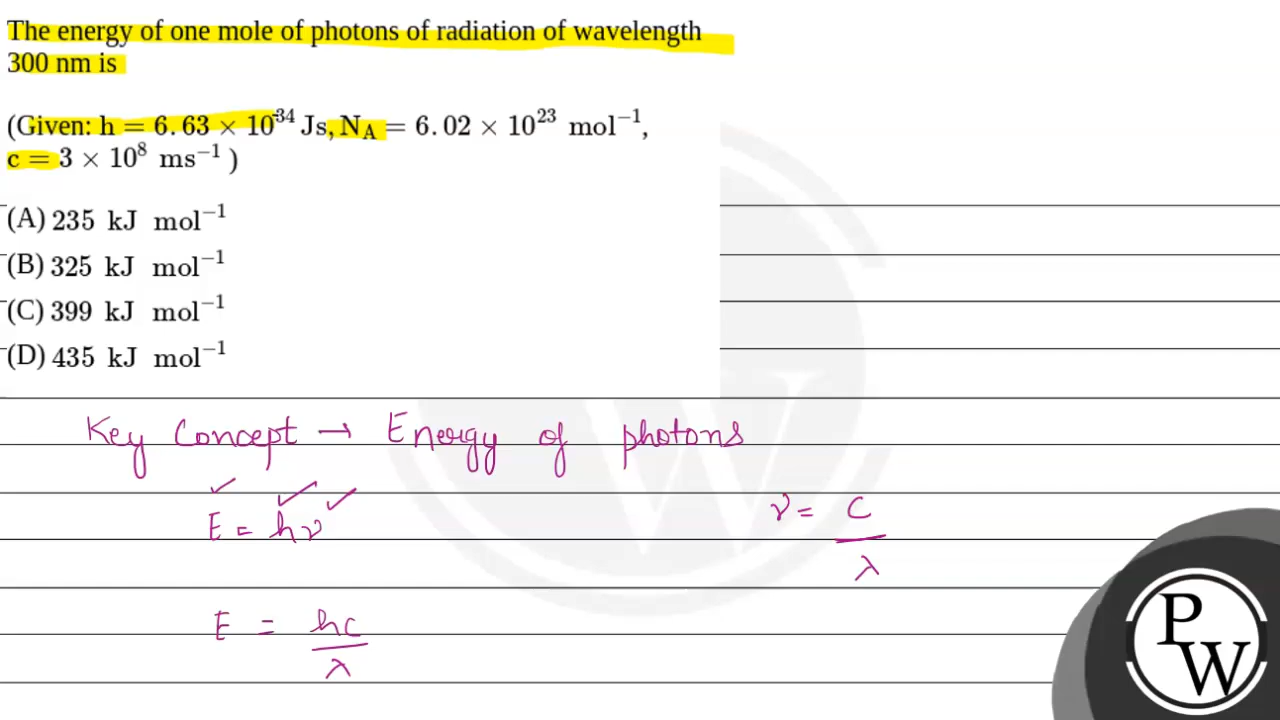 The energy of one mole of photons of radiation of wavelength
300 nm is
(Given: h = 6.63 × 10⁻³⁴ Js, N_A = 6.02 × 10²³ mol⁻¹,
c = 3 × 10⁸ ms⁻¹ )
(A) 235 kJ mol⁻¹
(B) 325 kJ mol⁻¹
(C) 399 kJ mol⁻¹
(D) 435 kJ mol⁻¹
Key Concept → Energy of photons
E = hν
ν = c/λ
E = hc/λ
PW